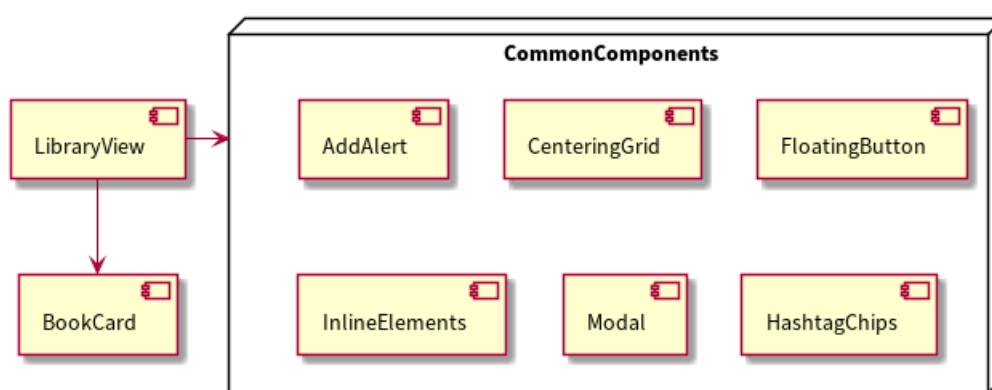 CommonComponents
LibraryView
AddAlert
CenteringGrid
FloatingButton
BookCard
InlineElements
Modal
HashtagChips